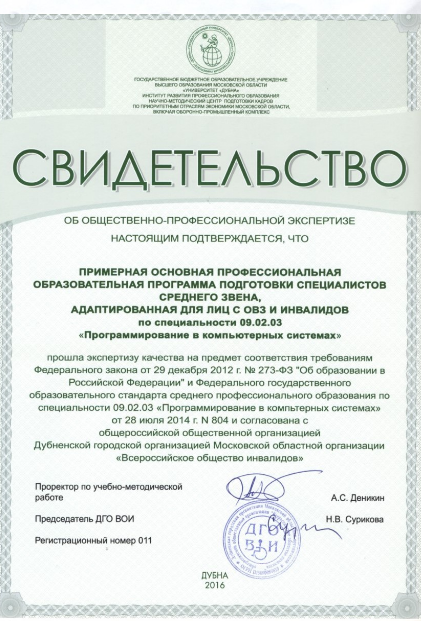 ГОСУДАРСТВЕННОЕ БЮДЖЕТНОЕ ОБРАЗОВАТЕЛЬНОЕ УЧРЕЖДЕНИЕ
ВЫСШЕГО ОБРАЗОВАНИЯ МОСКОВСКОЙ ОБЛАСТИ
«УНИВЕРСИТЕТ «ДУБНА»
ИНСТИТУТ РАЗВИТИЯ ПРОФЕССИОНАЛЬНОГО ОБРАЗОВАНИЯ
НАУЧНО-МЕТОДИЧЕСКИЙ ЦЕНТР ПОДГОТОВКИ КАДРОВ
ПО ПРИОРИТЕТНЫМ ОТРАСЛЯМ ЭКОНОМИКИ МОСКОВСКОЙ ОБЛАСТИ,
ВКЛЮЧАЯ ОБОРОННО-ПРОМЫШЛЕННЫЙ КОМПЛЕКС
СВИДЕТЕЛЬСТВО
ОБ ОБЩЕСТВЕННО-ПРОФЕССИОНАЛЬНОЙ ЭКСПЕРТИЗЕ
НАСТОЯЩИМ ПОДТВЕРЖДАЕТСЯ, ЧТО
ПРИМЕРНАЯ ОСНОВНАЯ ПРОФЕССИОНАЛЬНАЯ
ОБРАЗОВАТЕЛЬНАЯ ПРОГРАММА ПОДГОТОВКИ СПЕЦИАЛИСТОВ
СРЕДНЕГО ЗВЕНА,
АДАПТИРОВАННАЯ ДЛЯ ЛИЦ С ОВЗ И ИНВАЛИДОВ
по специальности 09.02.03
«Программирование в компьютерных системах»
прошла экспертизу качества на предмет соответствия требованиям
Федерального закона от 29 декабря 2012 г. № 273-ФЗ "Об образовании в
Российской Федерации" и Федерального государственного
образовательного стандарта среднего профессионального образования по
специальности 09.02.03 «Программирование в компьтерных системах»
от 28 июля 2014 г. N 804 и согласована с
общероссийской общественной организацией
Дубненской городской организацией Московской областной организации
«Всероссийское общество инвалидов»
Проректор по учебно-методической
работе
А.С. Деникин
Председатель ДГО ВОИ
Н.В. Сурикова
Регистрационный номер 011
ДГО
ВОИ
ДУБНА
2016